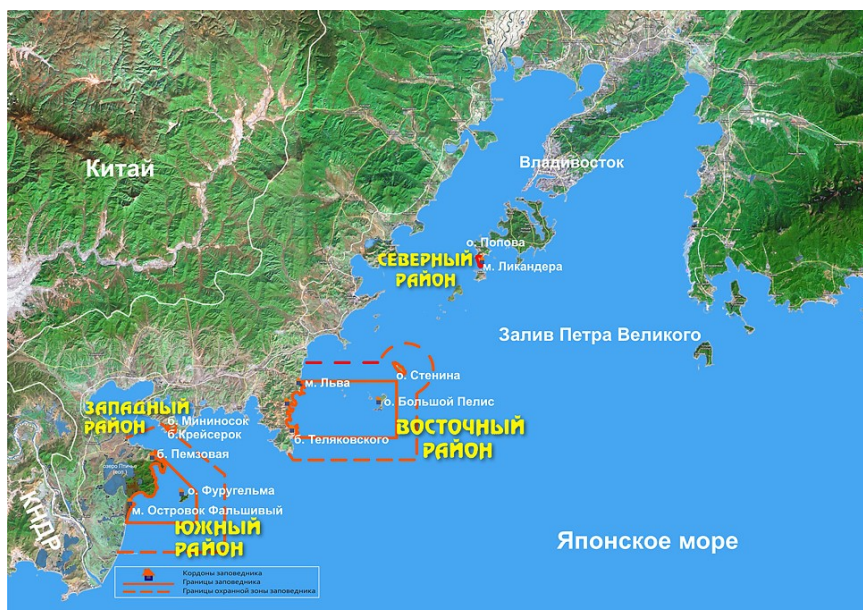 Китай
Владивосток
о. Попова
СЕВЕРНЫЙ
РАЙОН
м. Ликандера
Залив Петра Великого
о. Стенина
м. Льва
о. Большой Пелис
ЗАПАДНЫЙ
РАЙОН
б. Миносок
б.Крейсерок
ВОСТОЧНЫЙ
РАЙОН
б. Теляковского
б. Пемзовая
о. Фуругельма
м. Островок Фальшивый
КНДР
ЮЖНЫЙ
РАЙОН
Японское море
Кордоны заповедника
Границы заповедника
Границы охранной зоны заповедника